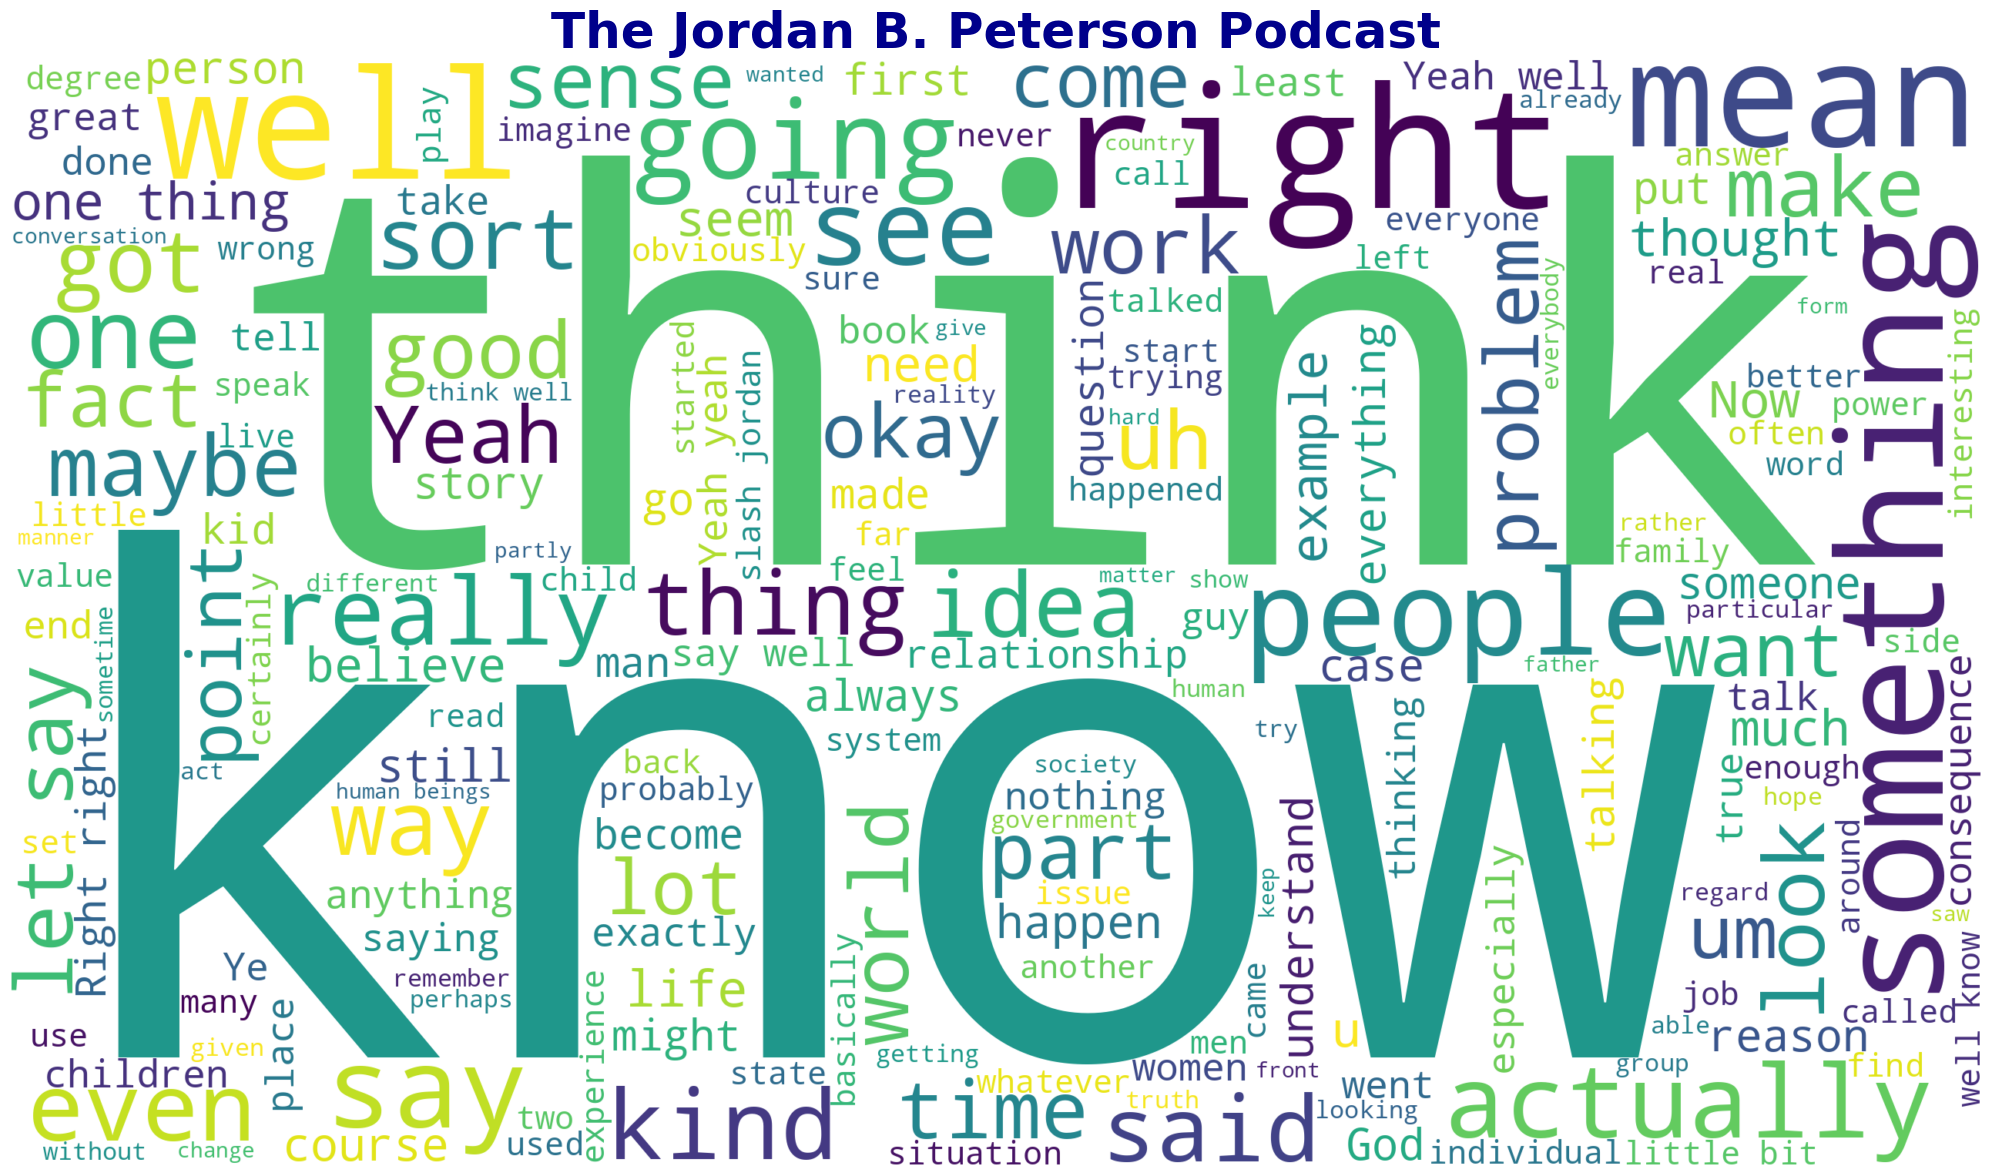 The Jordan B. Peterson Podcast
degree
person
well
play
sense
wanted
first
come
least
Yeah well
mean
great
imagine
going
never
right
already
done
country
call
answer
one thing
take
culture
put
make
conversation
wrong
sort
seem
see
work
everyone
thought
got
obviously
sure
left
real
something
think
question
talked
problem
everybody
form
one
tell
good
started
Yeah yeah
slash jordan
book
give
start
example
everything
interesting
fact
speak
think well
need
reality
trying
better
Now
power
live
Yeah
okay
hard
uh
often
maybe
story
word
little
kid
go
made
happened
manner
partly
far
rather
family
value
point
certainly
different
child
feel
matter
show
someone
end
sometime
really
thing
idea
guy
people
particular
want
side
let say
believe
man
say well
relationship
case
father
know
always
human
talk
consequence
Right right
read
system
try
thinking
talking
much
act
still
back
society
true
enough
human beings
probably
nothing
hope
set
way
become
government
part
look
anything
lot
world
issue
keep
understand
especially
regard
around
saying
exactly
happen
um
saw
Ye
remember
another
well know
many
perhaps
life
basically
came
job
called
use
place
experience
might
u
able
reason
given
getting
men
children
state
whatever
women
front
went
group
find
even
say
kind
time
truth
said
looking
actually
two
without
change
course
used
situation
God
individual
little bit